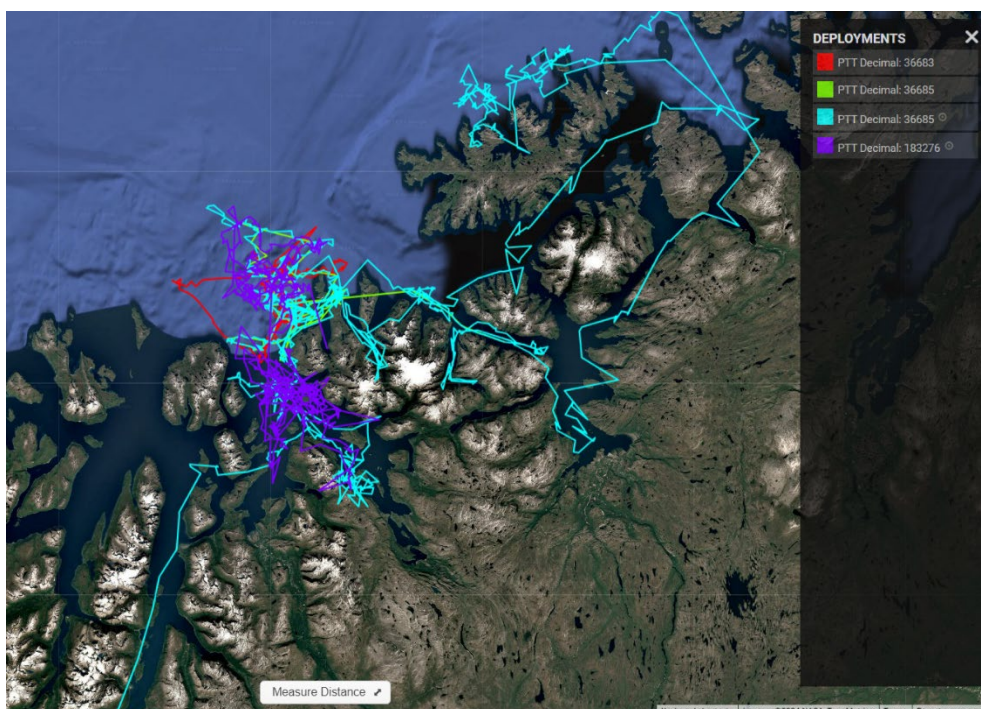 DEPLOYMENTS
PTT Decimal: 36683
PTT Decimal: 36685
PTT Decimal: 36685
PTT Decimal: 183276
Measure Distance